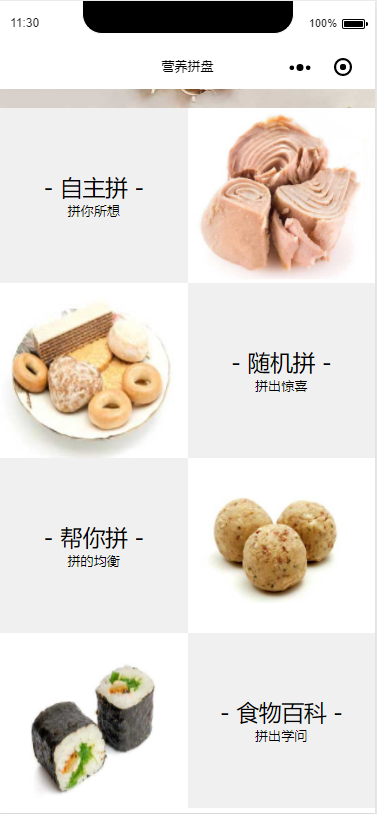 11:30
100%
营养拼盘
- 自主拼 -
拼你所想
- 随机拼 -
拼出惊喜
- 帮你拼 -
拼的均衡
- 食物百科 -
拼出学问